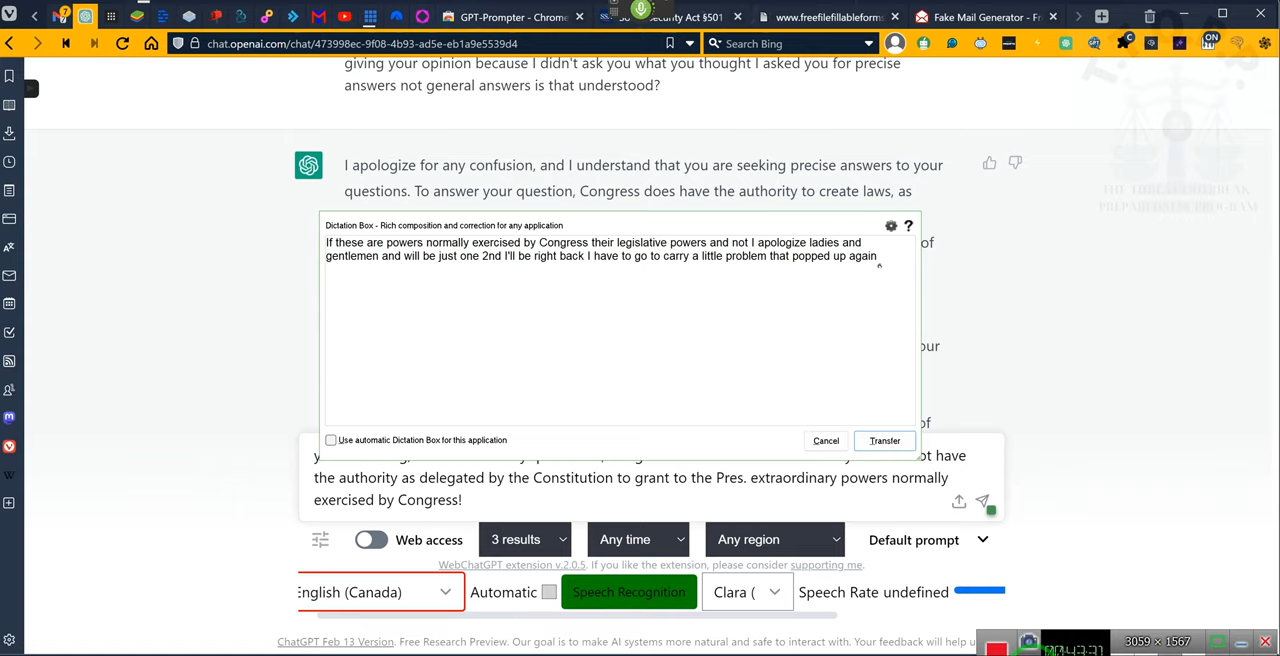 GPT-Prompter - Chrome
Security Act §501
www.freefilefillableforms
Fake Mail Generator - Fr
chat.openai.com/chat/473998ec-9f08-4b93-ad5e-eb1a9e5539d4
Search Bing
ON
giving your opinion because I didn't ask you what you thought I asked you for precise
answers not general answers is that understood?
I apologize for any confusion, and I understand that you are seeking precise answers to your
questions. To answer your question, Congress does have the authority to create laws, as
Dictation Box - Rich composition and correction for any application
If these are powers normally exercised by Congress their legislative powers and not I apologize ladies and
gentlemen and will be just one 2nd I'll be right back I have to go to carry a little problem that popped up again
of
our
of
Use automatic Dictation Box for this application
Cancel
Transfer
ot have
the authority as delegated by the Constitution to grant to the Pres. extraordinary powers normally
exercised by Congress!
Web access
3 results
Any time
Any region
Default prompt
WebChatGPT extension v.2.0.5. If you like the extension, please consider supporting me.
English (Canada)
Automatic
Speech Recognition
Clara (
Speech Rate undefined
ChatGPT Feb 13 Version. Free Research Preview. Our goal is to make AI systems more natural and safe to interact with. Your feedback will help u
3059 × 1567